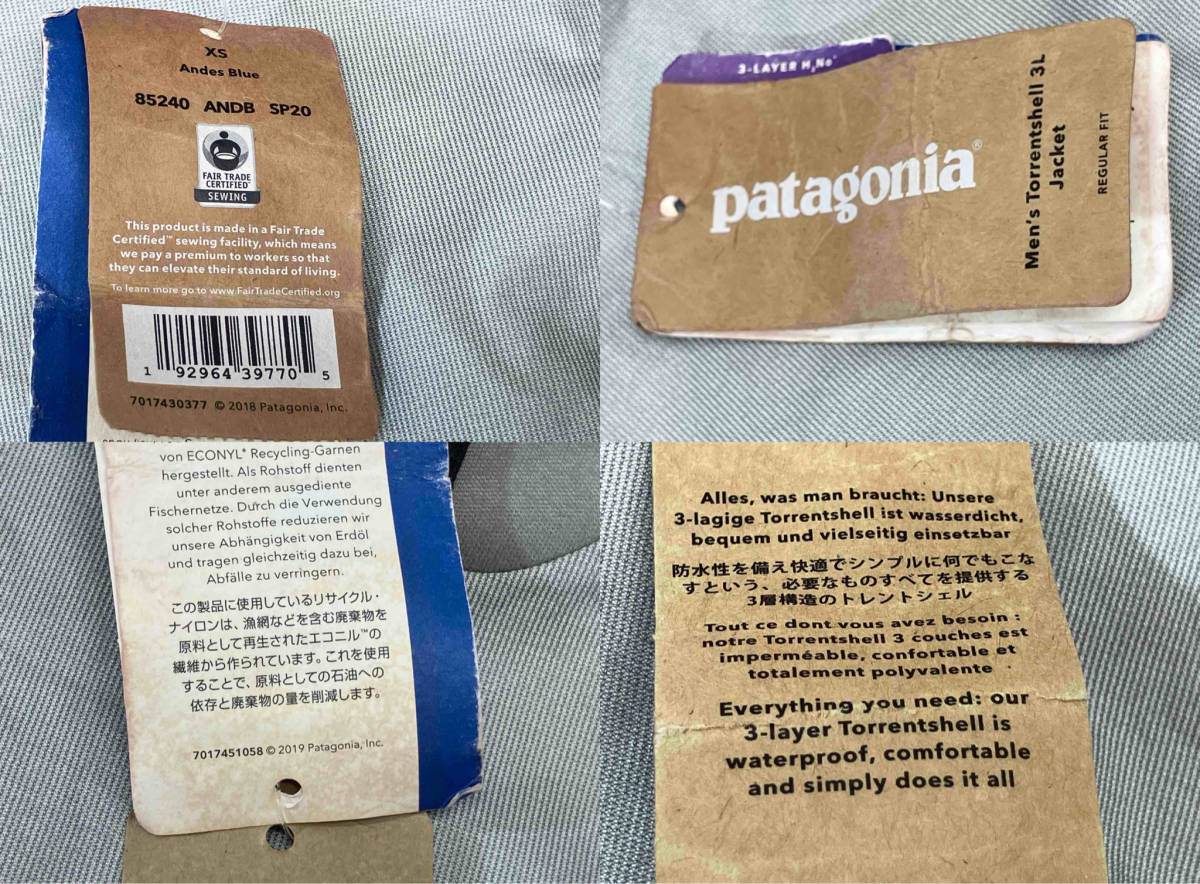 XS
Andes Blue
85240 ANDB SP20
FAIR TRADE
CERTIFIED™
SEWING
This product is made in a Fair Trade
Certified™ sewing facility, which means
we pay a premium to workers so that
they can elevate their standard of living.
To learn more go to www.FairTradeCertified.org
1 92964 39770 5
7017430377 © 2018 Patagonia, Inc.
3-LAYER H₂No®
patagonia®
Men's Torrentshell 3L
Jacket
REGULAR FIT
von ECONYL® Recycling-Garnen
hergestellt. Als Rohstoff dienten
unter anderem ausgediente
Fischernetze. Durch die Verwendung
solcher Rohstoffe reduzieren wir
unsere Abhängigkeit von Erdöl
und tragen gleichzeitig dazu bei,
Abfälle zu verringern.
この製品に使用しているリサイクル・
ナイロンは、漁網などを含む廃棄物を
原料として再生されたエコニル™の
繊維から作られています。これを使用
することで、原料としての石油への
依存と廃棄物の量を削減します。
7017451058 © 2019 Patagonia, Inc.
Alles, was man braucht: Unsere
3-lagige Torrentshell ist wasserdicht,
bequem und vielseitig einsetzbar
防水性を備え快適でシンプルに何でもこな
すという、必要なものすべてを提供する
3層構造のトレントシェル
Tout ce dont vous avez besoin :
notre Torrentshell 3 couches est
imperméable, confortable et
totalement polyvalente
Everything you need: our
3-layer Torrentshell is
waterproof, comfortable
and simply does it all